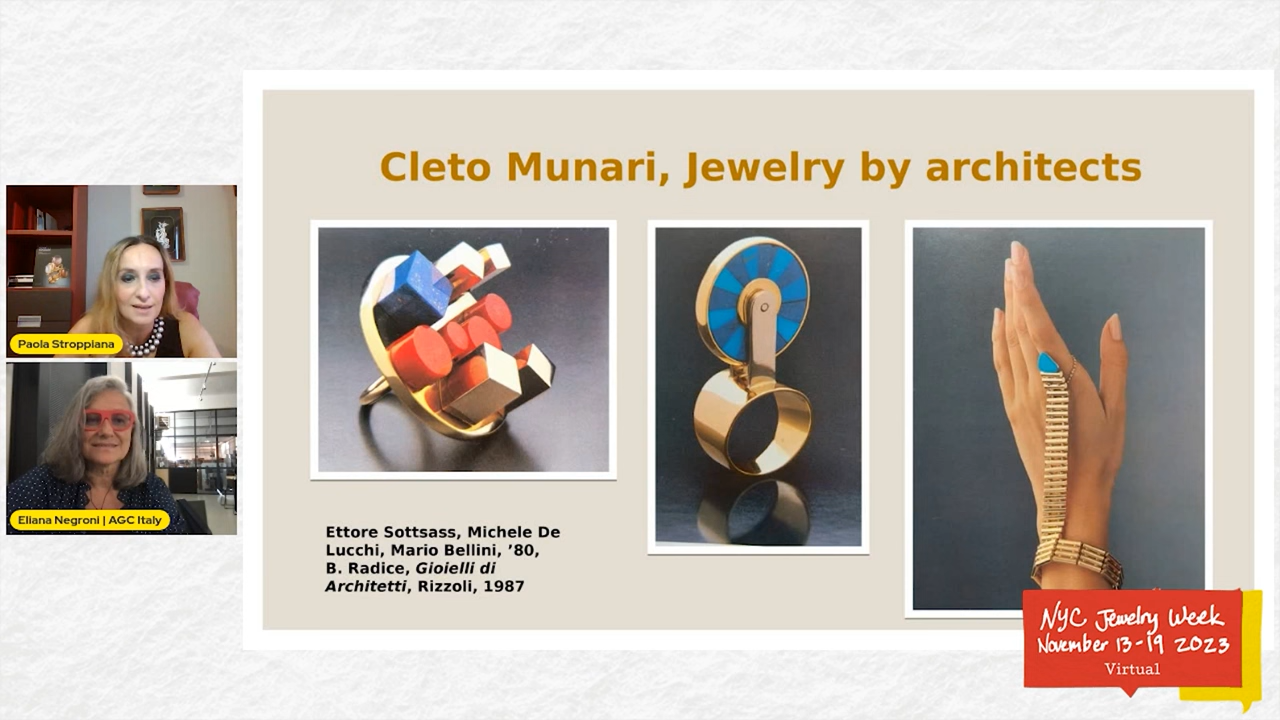 Cleto Munari, Jewelry by architects
Paola Stroppiana
Eliana Negroni | AGC Italy
Ettore Sottsass, Michele De
Lucchi, Mario Bellini, ’80,
B. Radice, Gioielli di
Architetti, Rizzoli, 1987
NYC Jewelry Week
November 13-19 2023
Virtual